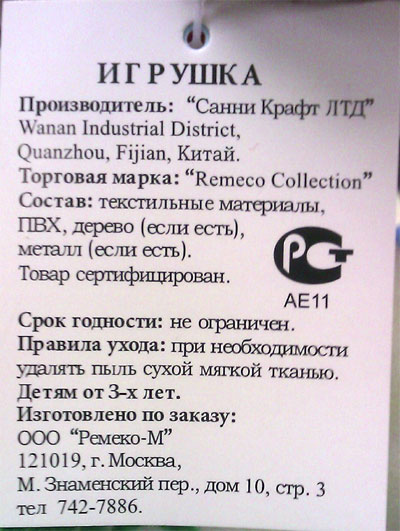 ИГРУШКА
Производитель: “Санни Крафт ЛТД”
Wanan Industrial District,
Quanzhou, Fijian, Китай.
Торговая марка: “Remeco Collection”
Состав: текстильные материалы,
ПВХ, дерево (если есть),
металл (если есть).
Товар сертифицирован.
РСТ
АЕ11
Срок годности: не ограничен.
Правила ухода: при необходимости
удалять пыль сухой мягкой тканью.
Детям от 3-х лет.
Изготовлено по заказу:
ООО “Ремеко-М”
121019, г. Москва,
М. Знаменский пер., дом 10, стр. 3
тел 742-7886.